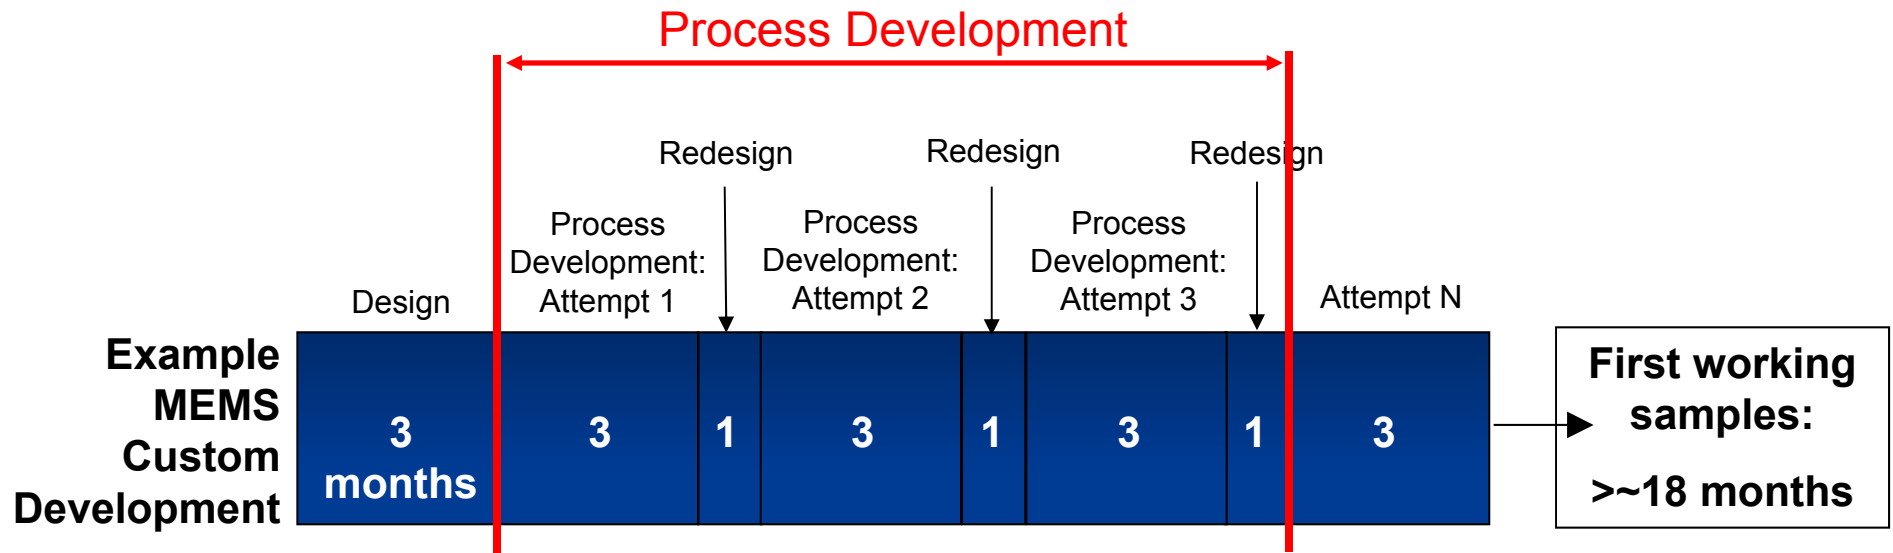 Process Development
Redesign
Redesign
Redesign
Process
Development:
Attempt 1
Process
Development:
Attempt 2
Process
Development:
Attempt 3
Design
Attempt N
Example
MEMS
Custom
Development
3
months
3
1
3
1
3
1
3
First working
samples:
>~18 months